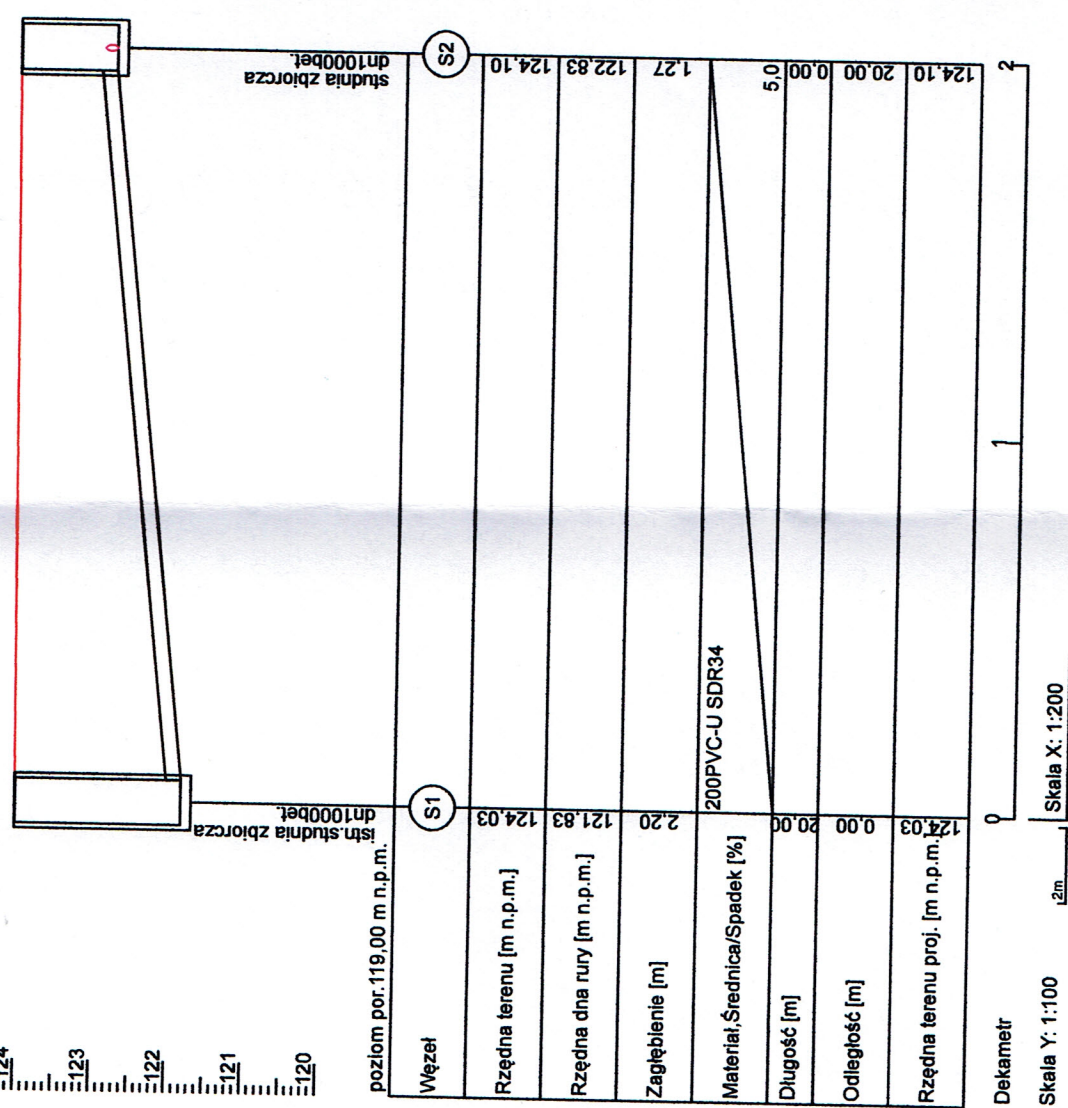 -124
-123
-122
-121
-120
istn.studnia zbiorcza
dn1000bet.
studnia zbiorcza
dn1000bet.
poziom por.119,00 m n.p.m.
Węzeł S1 S2
Rzędna terenu [m n.p.m.] 124,03 124,10
Rzędna dna rury [m n.p.m.] 121,83 122,83
Zagłębienie [m] 2,20 1,27
Materiał,Średnica/Spadek [%] 200PVC-U SDR34 5,0
Długość [m] 20,00 0,00
Odległość [m] 0,00 20,00
Rzędna terenu proj. [m n.p.m.] 124,03 124,10
Dekametr 0 1 2
Skala Y: 1:100
2m
Skala X: 1:200